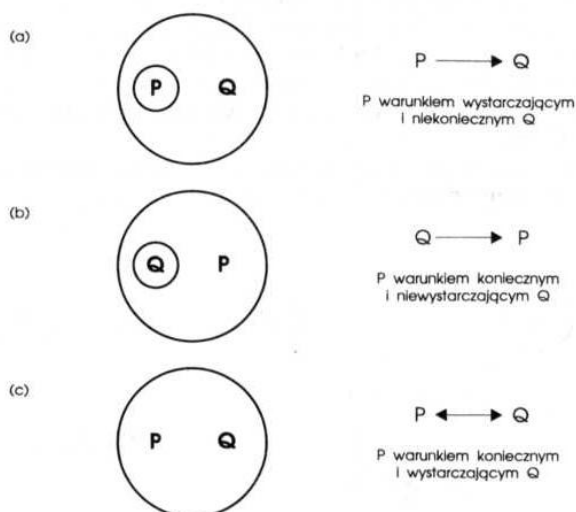 (a)
P Q
P → Q
P warunkiem wystarczającym
i niekoniecznym Q
(b)
Q P
Q → P
P warunkiem koniecznym
i niewystarczającym Q
(c)
P Q
P ↔ Q
P warunkiem koniecznym
i wystarczającym Q